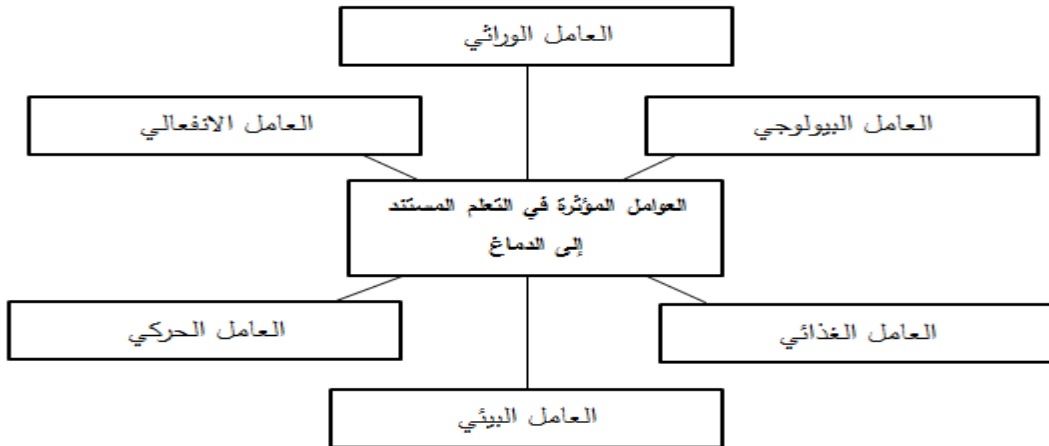 العامل الوراثي
العامل البيولوجي
العامل الانفعالي
العوامل المؤثرة في التعلم المستند
إلى الدماغ
العامل الغذائي
العامل الحركي
العامل البيئي